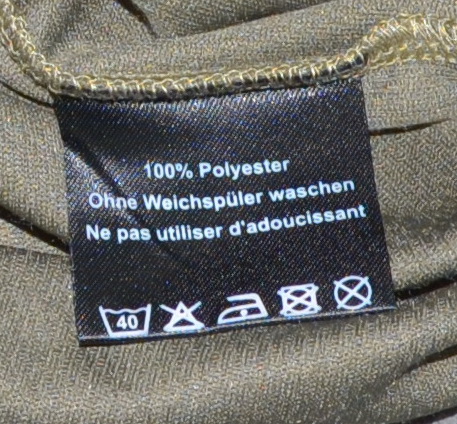 100% Polyester
Ohne Weichspüler waschen
Ne pas utiliser d'adoucissant
40